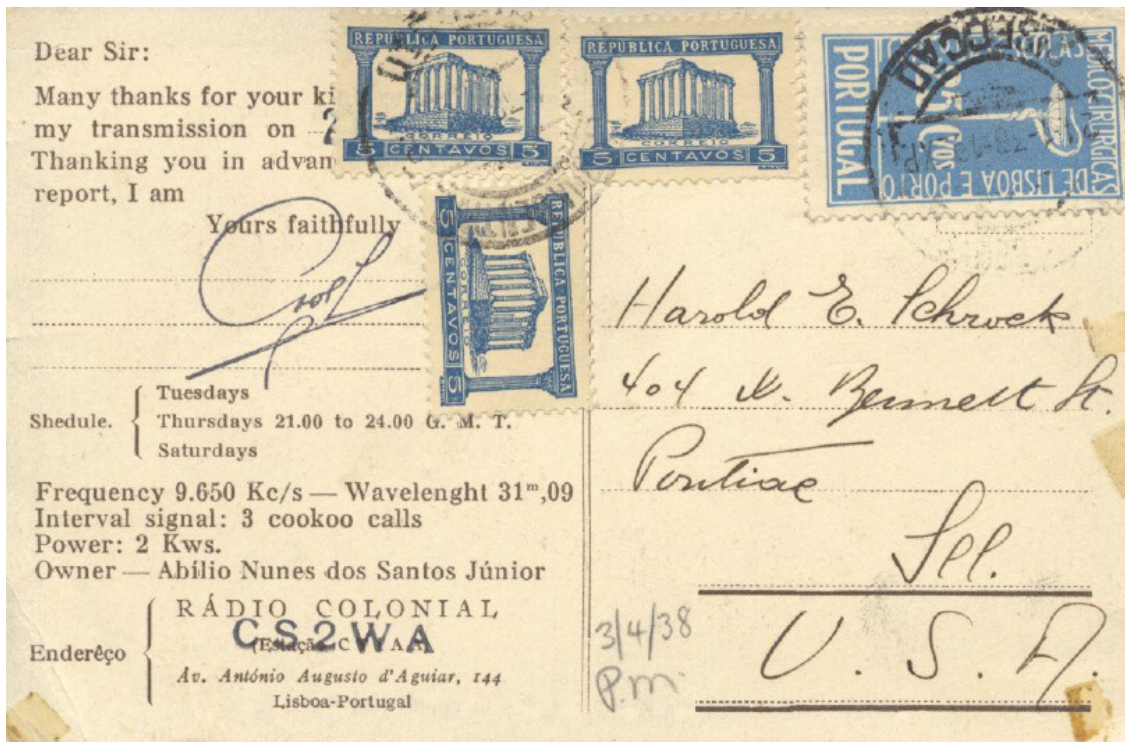 Dear Sir:
Many thanks for your ki
my transmission on
Thanking you in advan
report, I am
Yours faithfully
Shedule.
Tuesdays
Thursdays 21.00 to 24.00 G. M. T.
Saturdays
Frequency 9.650 Kc/s — Wavelenght 31ᵐ,09
Interval signal: 3 cookoo calls
Power: 2 Kws.
Owner — Abílio Nunes dos Santos Júnior
Enderêço
RÁDIO COLONIAL
(Estação C A A)
CS2WA
Av. António Augusto d'Aguiar, 144
Lisboa-Portugal
REPUBLICA PORTUGUESA
CORREIO
5 CENTAVOS 5
REPUBLICA PORTUGUESA
CORREIO
5 CENTAVOS 5
REPUBLICA PORTUGUESA
CORREIO
5 CENTAVOS 5
DE LISBOA E PORTO
PORTUGAL
Harold E. Schrock
404 W. Bennett St.
Pontiac
Ill.
U. S. A.
3/4/38
P.M.